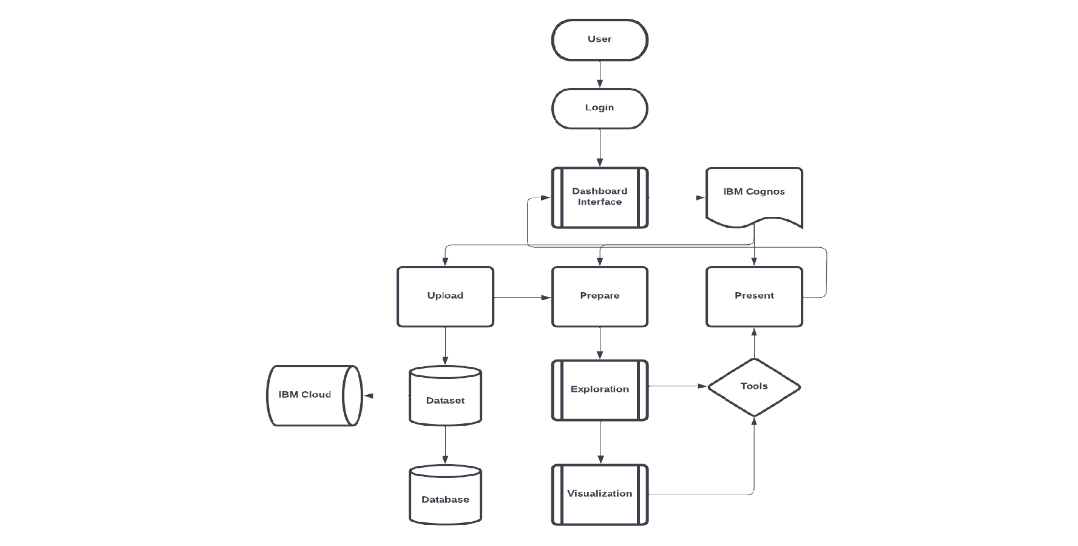 User
Login
Dashboard
Interface
IBM Cognos
Upload
Prepare
Present
IBM Cloud
Dataset
Exploration
Tools
Database
Visualization